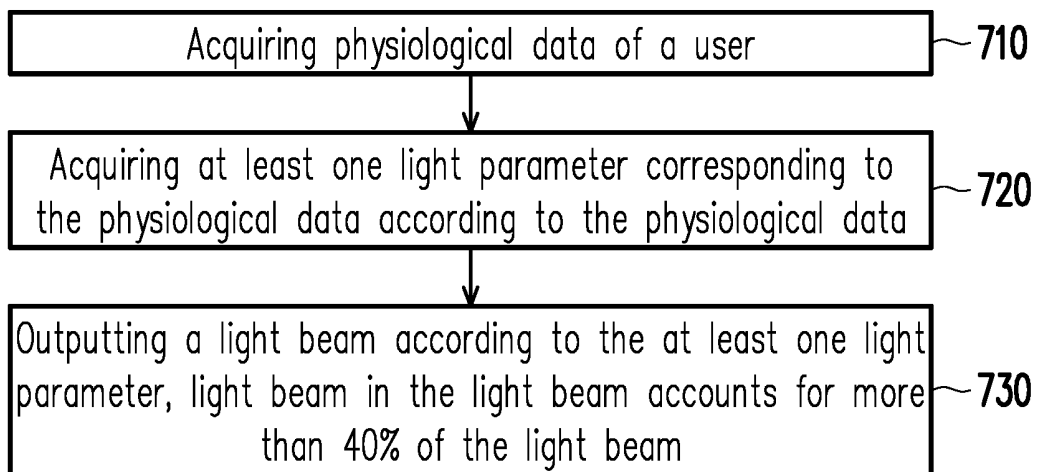 Acquiring physiological data of a user
710
Acquiring at least one light parameter corresponding to
the physiological data according to the physiological data
720
Outputting a light beam according to the at least one light
parameter, light beam in the light beam accounts for more
than 40% of the light beam
730